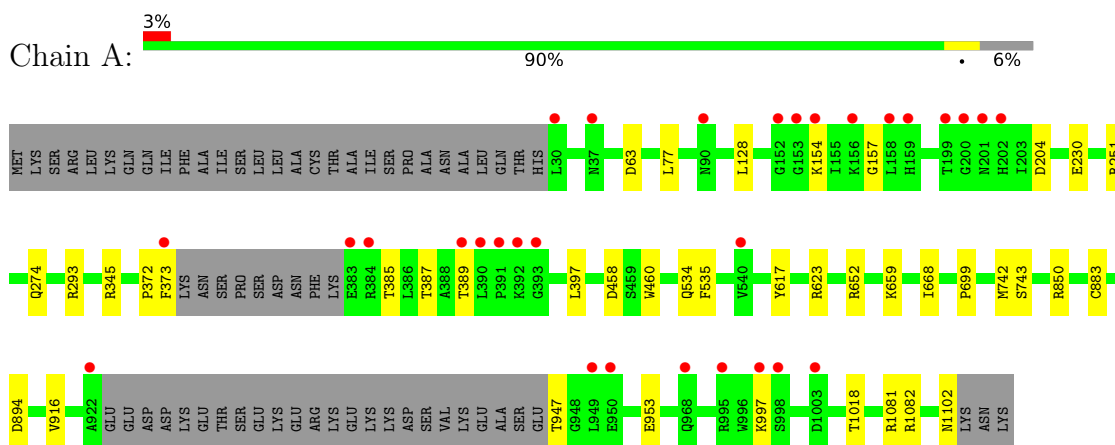 3%
Chain A:
90% • 6%
MET LYS SER ARG LEU LYS GLN GLN ILE PHE ALA ILE SER LEU LEU ALA CYS THR ALA ILE SER PRO ALA ASN ALA LEU GLN THR HIS L30 N37 N90 G152 G153 K154 I155 K156 G157 L158 H159 T199 G200 N201 H202 I203 D204 E230 R251
D63 L77 L128
Q274 R293 R345 P372 F373 LYS ASN SER PRO SER ASP ASN PHE LYS E383 R384 T385 L386 T387 A388 T389 L390 P391 K392 G393 L397 D458 S459 W460 Q534 F535 V540 Y617 R623 R652 K659 I668 P699 M742 S743 R850 C883
D894 V916 A922 GLU GLU ASP ASP LYS GLU THR SER GLU LYS GLU ARG LYS GLU LYS LYS ASP SER VAL LYS GLU ALA SER GLU T947 G948 L949 E950 E953 Q968 R995 W996 K997 S998 D1003 T1018 R1081 R1082 N1102 LYS ASN LYS